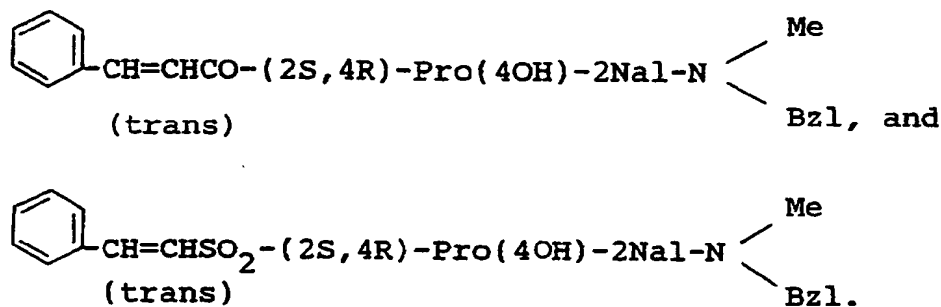 Me
CH=CHCO-(2S,4R)-Pro(4OH)-2Nal-N
(trans)
Bzl, and
Me
CH=CHSO2-(2S,4R)-Pro(4OH)-2Nal-N
(trans)
Bzl.